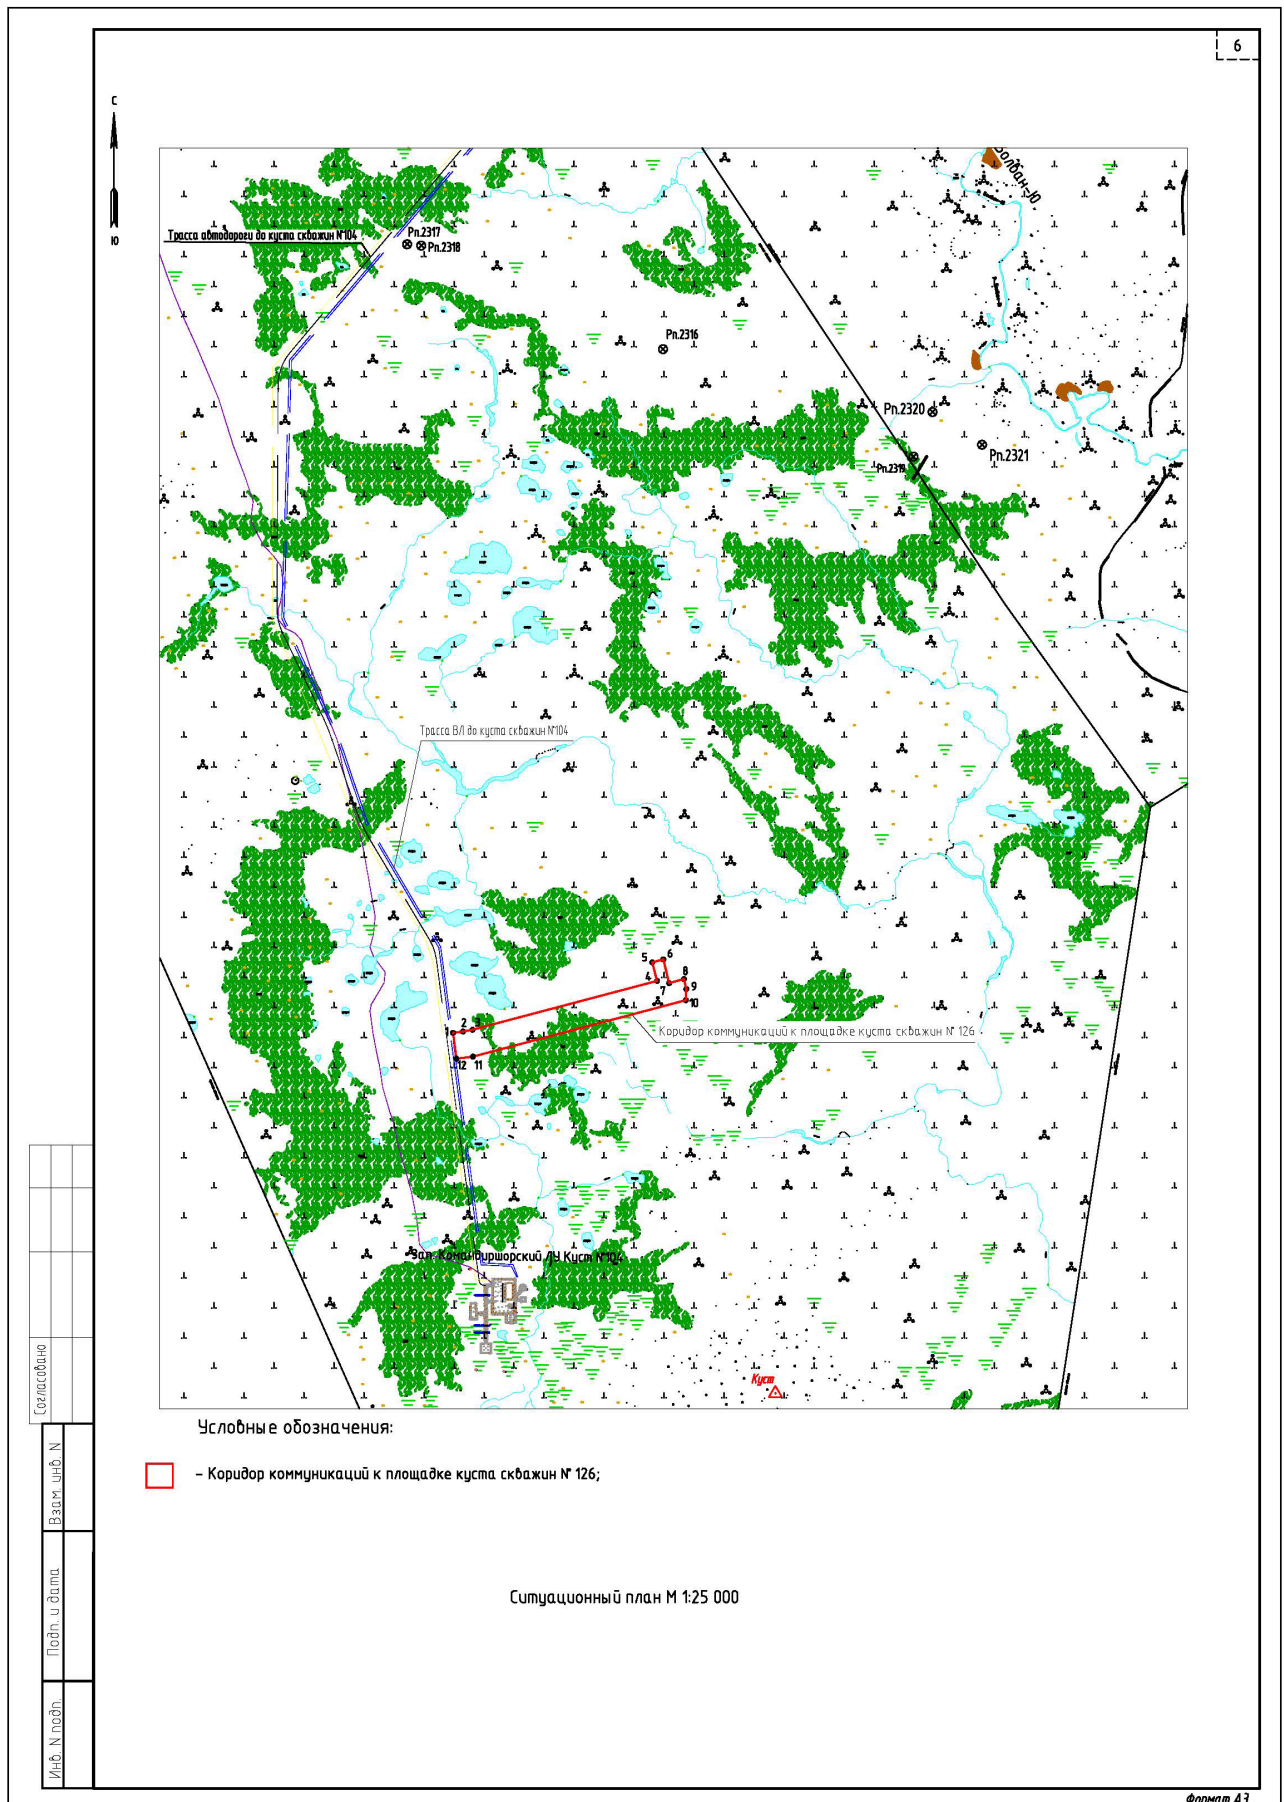 6
С
Ю
Болбан-Ю
Трасса автодороги до куста скважин №104
Рп.2317
Рп.2318
Рп.2316
Рп.2320
Рп.2319
Рп.2321
Трасса ВЛ до куста скважин №104
5
6
4
7
8
9
10
1
2
3
12
11
Коридор коммуникаций к площадке куста скважин № 126
Зап. Командиршорский ЛУ Куст №104
Куст
Условные обозначения:
– Коридор коммуникаций к площадке куста скважин № 126;
Ситуационный план М 1:25 000
Согласовано
Взам. инв. N
Подп. и дата
Инв. N подл.
Формат А3